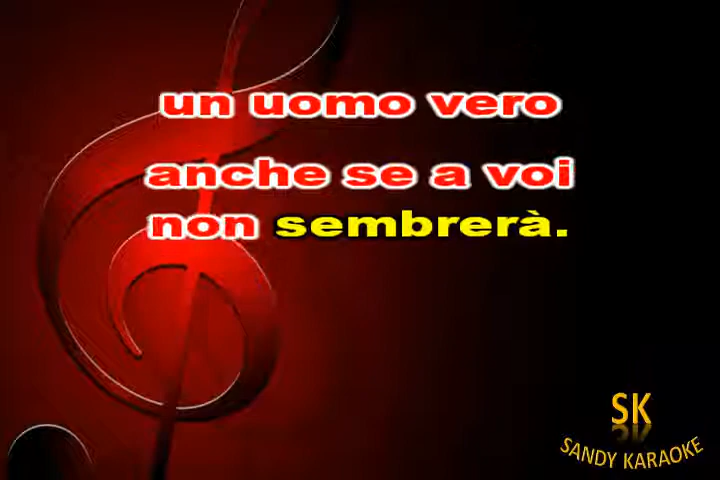 un uomo vero
anche se a voi
non sembrerà.
SK
SANDY KARAOKE